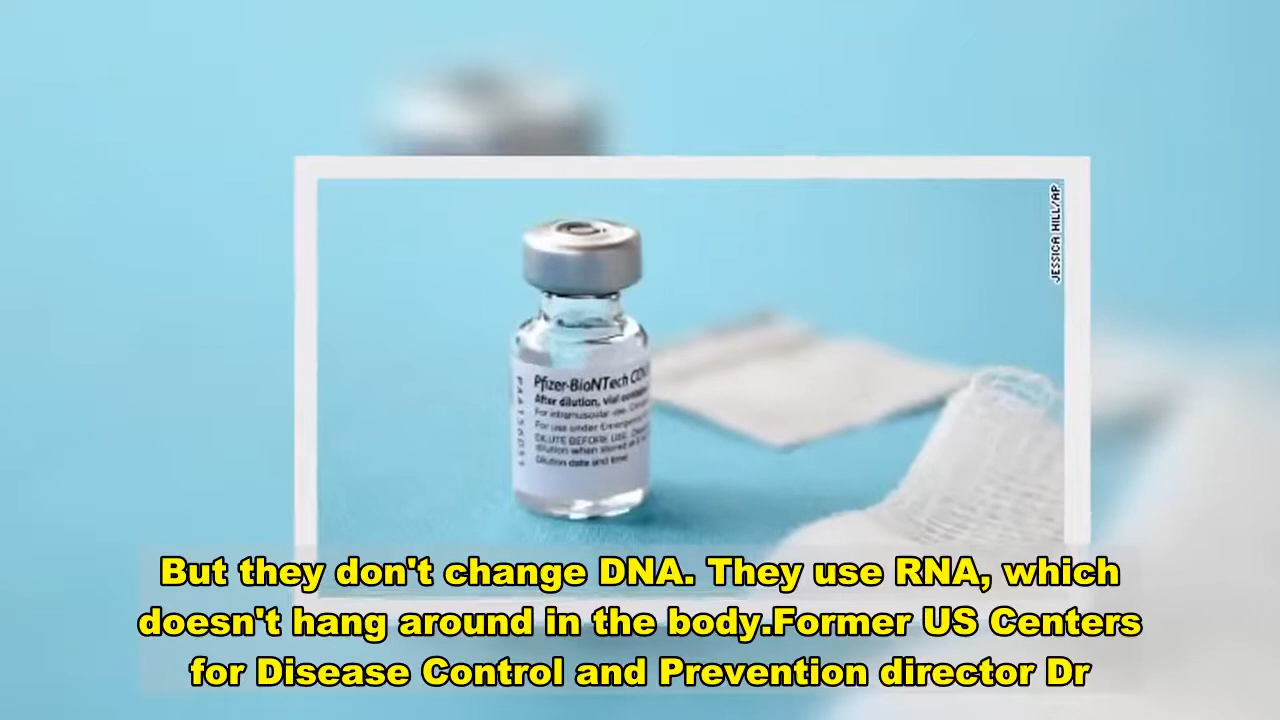 JESSICA HILL/AP
Pfizer-BioNTech
After dilution, vial
For intramuscular use.
For use under Emergency
DILUTE BEFORE USE.
dilution when stored at
Dilution date and time:
But they don't change DNA. They use RNA, which
doesn't hang around in the body.Former US Centers
for Disease Control and Prevention director Dr